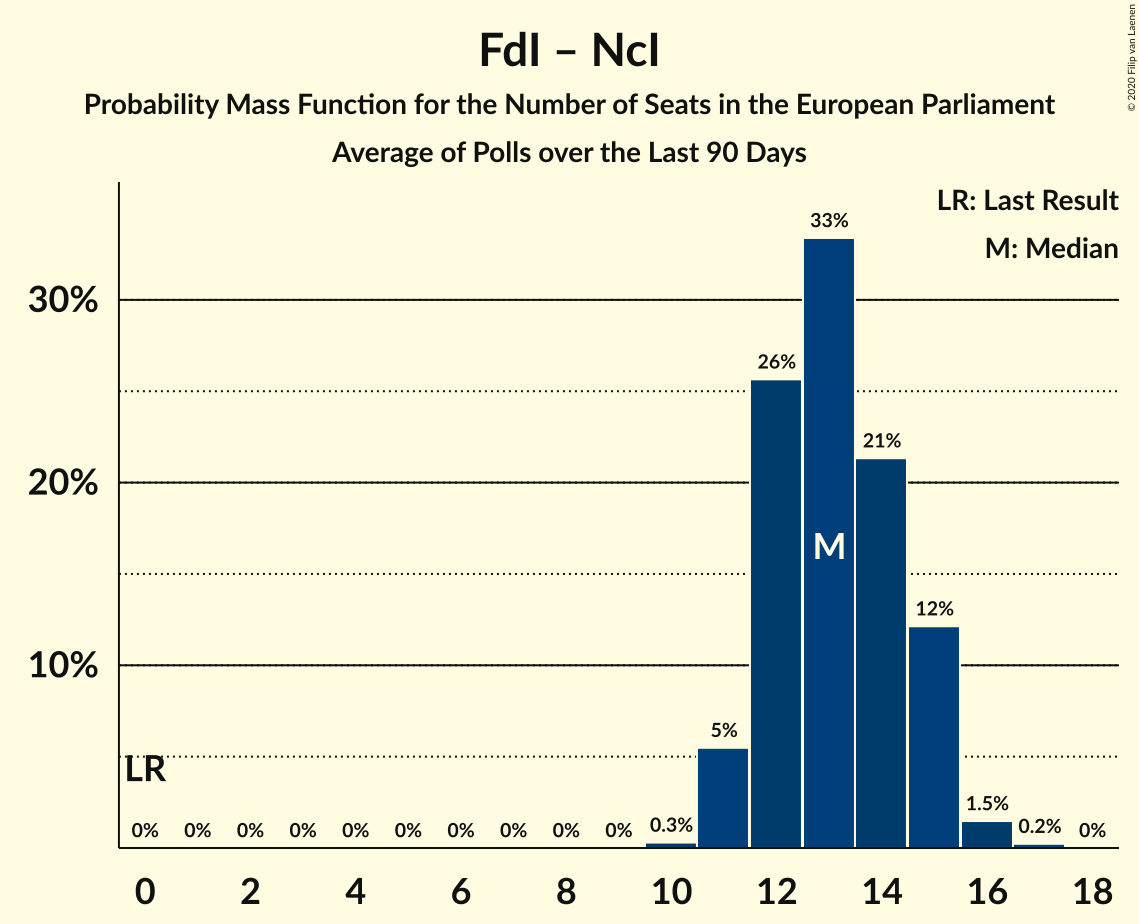 FdI – NcI
Probability Mass Function for the Number of Seats in the European Parliament
Average of Polls over the Last 90 Days
© 2020 Filip van Laenen
LR: Last Result
M: Median
30%
20%
10%
33%
26%
21%
12%
5%
1.5%
0.3%
0.2%
M
LR
0% 0% 0% 0% 0% 0% 0% 0% 0% 0% 0%
0 2 4 6 8 10 12 14 16 18